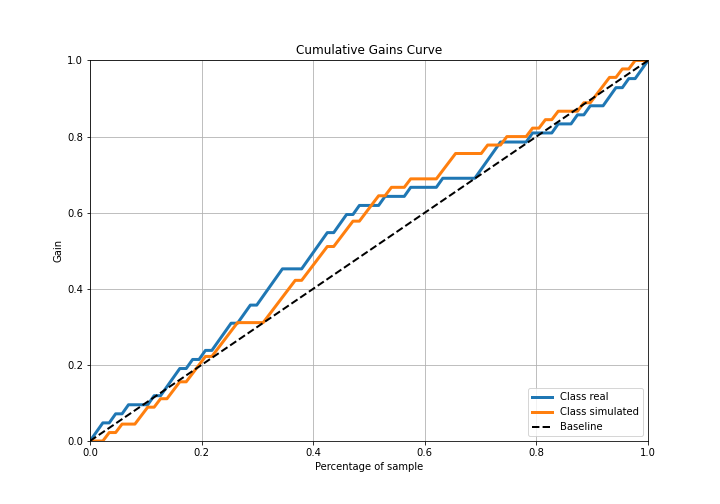 Cumulative Gains Curve
1.0
0.8
0.6
0.4
0.2
0.0
Gain
0.0 0.2 0.4 0.6 0.8 1.0
Percentage of sample
Class real
Class simulated
Baseline